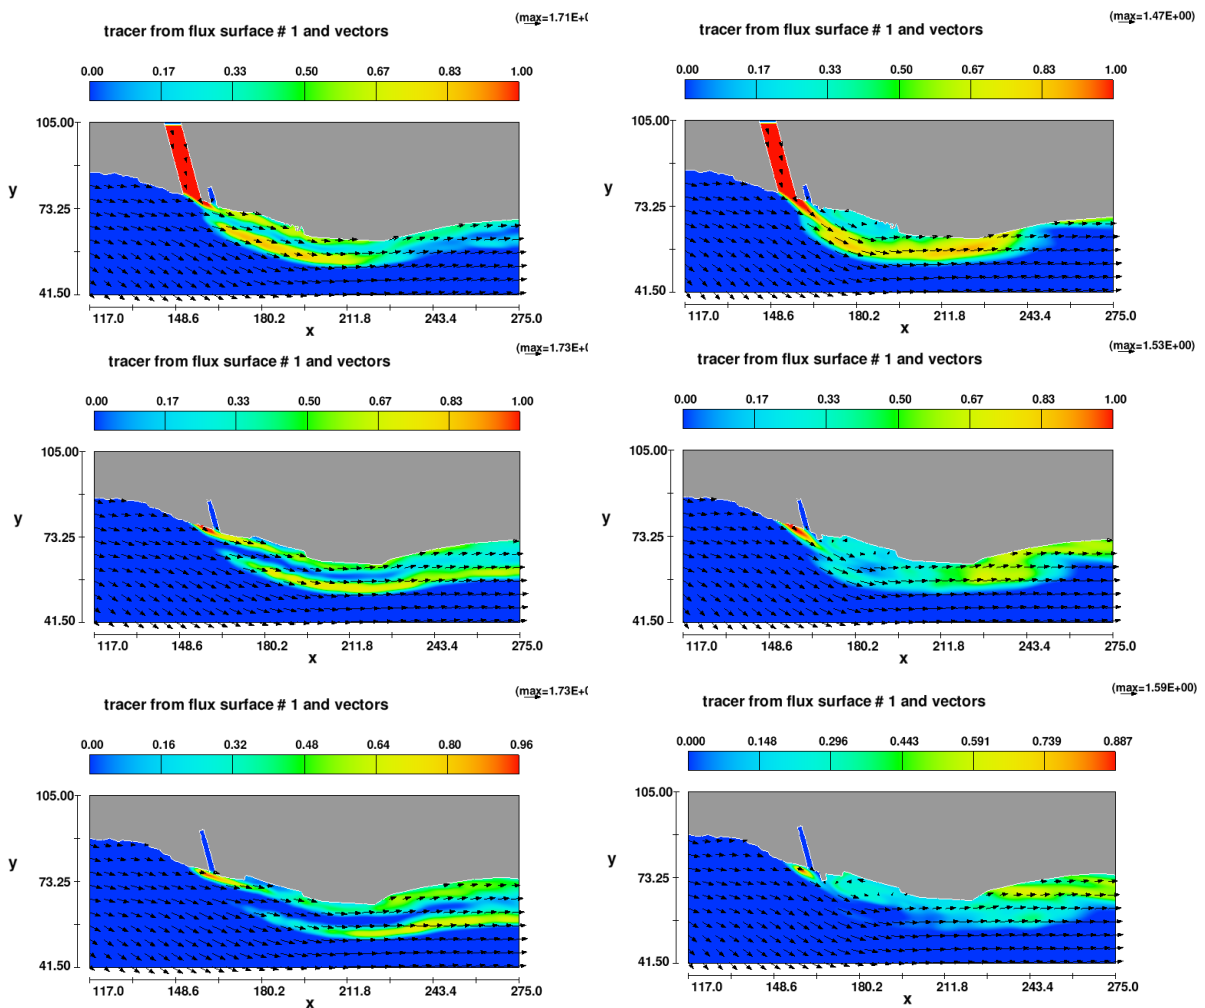 (max=1.71E+0
tracer from flux surface # 1 and vectors
0.00 0.17 0.33 0.50 0.67 0.83 1.00
105.00
y
73.25
41.50
117.0 148.6 180.2 211.8 243.4 275.0
x
(max=1.47E+00)
tracer from flux surface # 1 and vectors
0.00 0.17 0.33 0.50 0.67 0.83 1.00
105.00
y
73.25
41.50
117.0 148.6 180.2 211.8 243.4 275.0
x
(max=1.73E+0
tracer from flux surface # 1 and vectors
0.00 0.17 0.33 0.50 0.67 0.83 1.00
105.00
y
73.25
41.50
117.0 148.6 180.2 211.8 243.4 275.0
x
(max=1.53E+00)
tracer from flux surface # 1 and vectors
0.00 0.17 0.33 0.50 0.67 0.83 1.00
105.00
y
73.25
41.50
117.0 148.6 180.2 211.8 243.4 275.0
x
(max=1.73E+0
tracer from flux surface # 1 and vectors
0.00 0.16 0.32 0.48 0.64 0.80 0.96
105.00
y
73.25
41.50
117.0 148.6 180.2 211.8 243.4 275.0
x
(max=1.59E+00)
tracer from flux surface # 1 and vectors
0.000 0.148 0.296 0.443 0.591 0.739 0.887
105.00
y
73.25
41.50
117.0 148.6 180.2 211.8 243.4 275.0
x